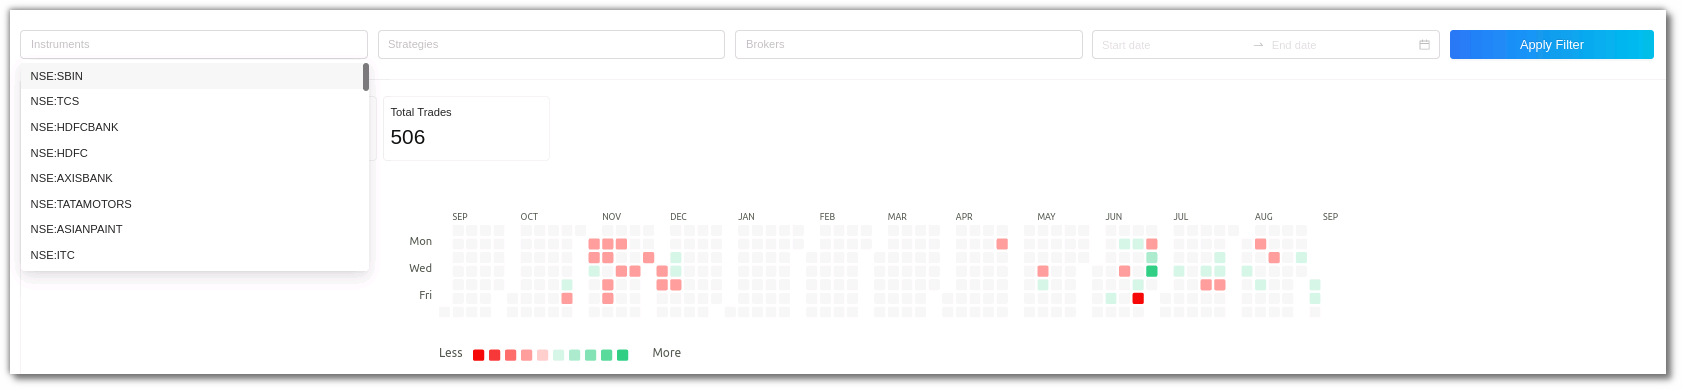 Instruments Strategies Brokers Start date End date Apply Filter
NSE:SBIN
NSE:TCS
NSE:HDFCBANK
NSE:HDFC
NSE:AXISBANK
NSE:TATAMOTORS
NSE:ASIANPAINT
NSE:ITC
Total Trades
506
SEP OCT NOV DEC JAN FEB MAR APR MAY JUN JUL AUG SEP
Mon
Wed
Fri
Less More